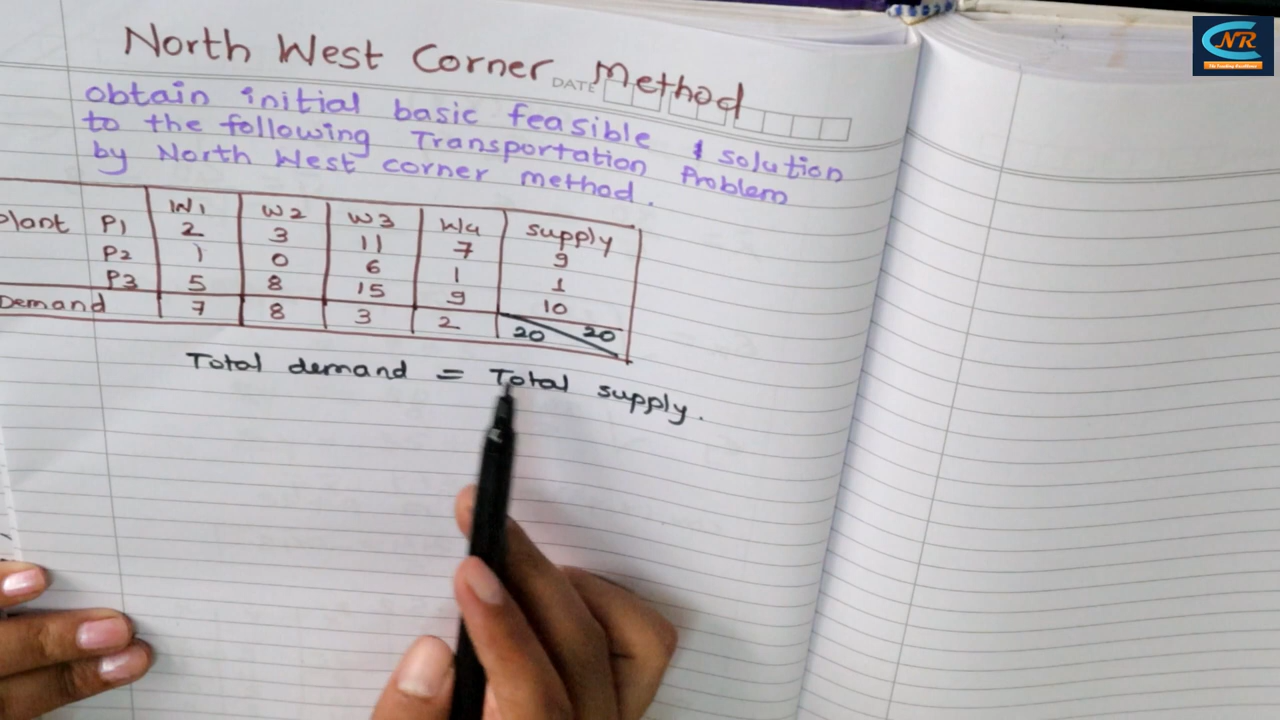 North West Corner Method
DATE
obtain initial basic feasible solution
to the following Transportation Problem
by North West corner method.
W1 W2 W3 W4 supply
Plant P1 2 3 11 7 9
P2 1 0 6 1 1
P3 5 8 15 9 10
Demand 7 8 3 2 20 20
Total demand = Total supply.
NR